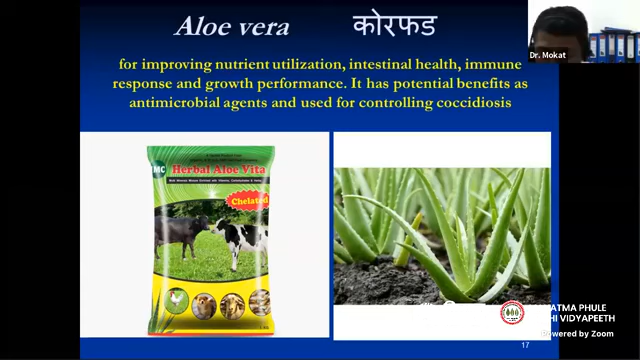 Aloe vera कोरफड
Dr. Mokat
for improving nutrient utilization, intestinal health, immune
response and growth performance. It has potential benefits as
antimicrobial agents and used for controlling coccidiosis
MC
Herbal Aloe Vita
Chelated
ATMA PHULE
HI VIDYAPEETH
Powered by Zoom
17